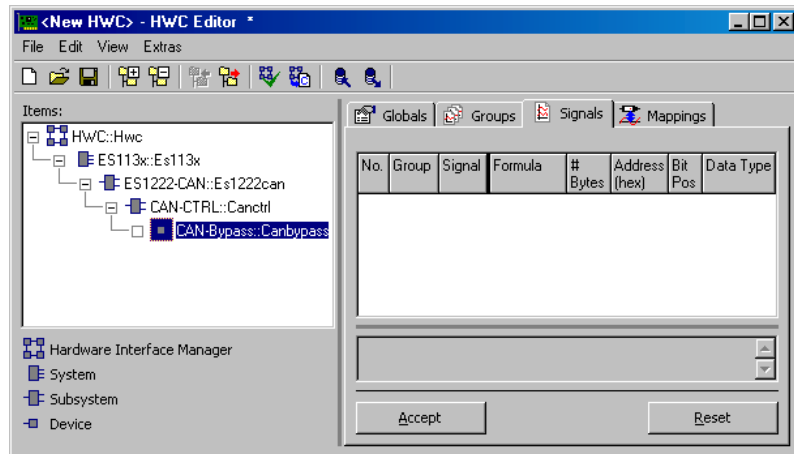 <New HWC> - HWC Editor *
File Edit View Extras
Items:
HWC::Hwc
ES113x::Es113x
ES1222-CAN::Es1222can
CAN-CTRL::Canctrl
CAN-Bypass::Canbypass
Hardware Interface Manager
System
Subsystem
Device
Globals Groups Signals Mappings
No. Group Signal Formula # Bytes Address (hex) Bit Pos Data Type
Accept Reset